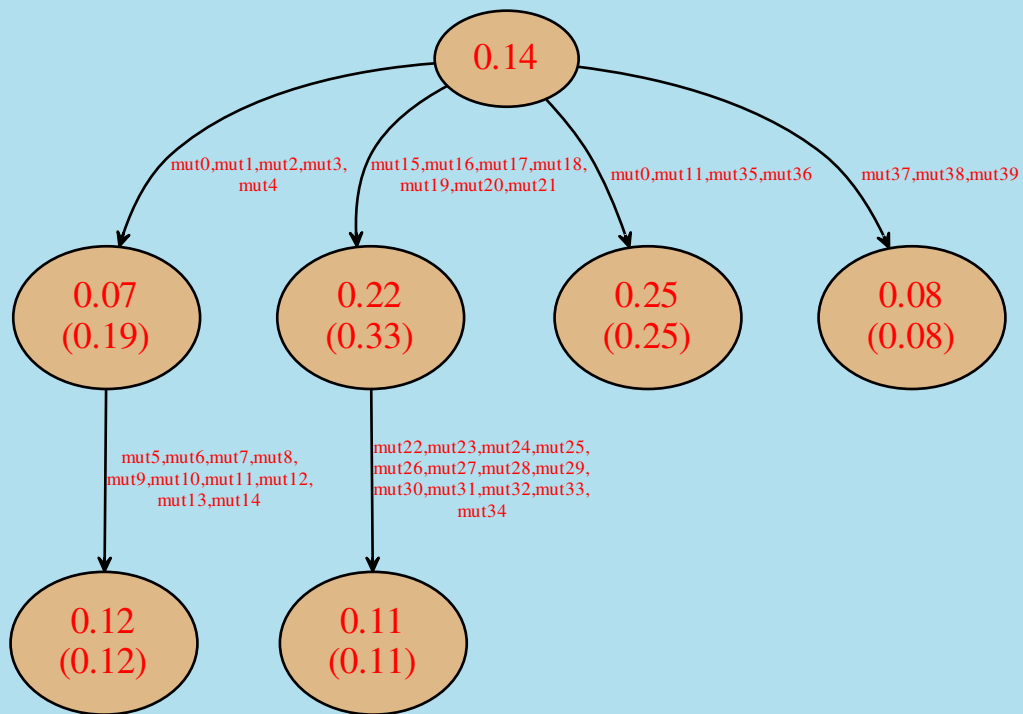 0.14
mut0,mut1,mut2,mut3,
mut4
mut15,mut16,mut17,mut18,
mut19,mut20,mut21
mut0,mut11,mut35,mut36
mut37,mut38,mut39
0.07
(0.19)
0.22
(0.33)
0.25
(0.25)
0.08
(0.08)
mut5,mut6,mut7,mut8,
mut9,mut10,mut11,mut12,
mut13,mut14
mut22,mut23,mut24,mut25,
mut26,mut27,mut28,mut29,
mut30,mut31,mut32,mut33,
mut34
0.12
(0.12)
0.11
(0.11)